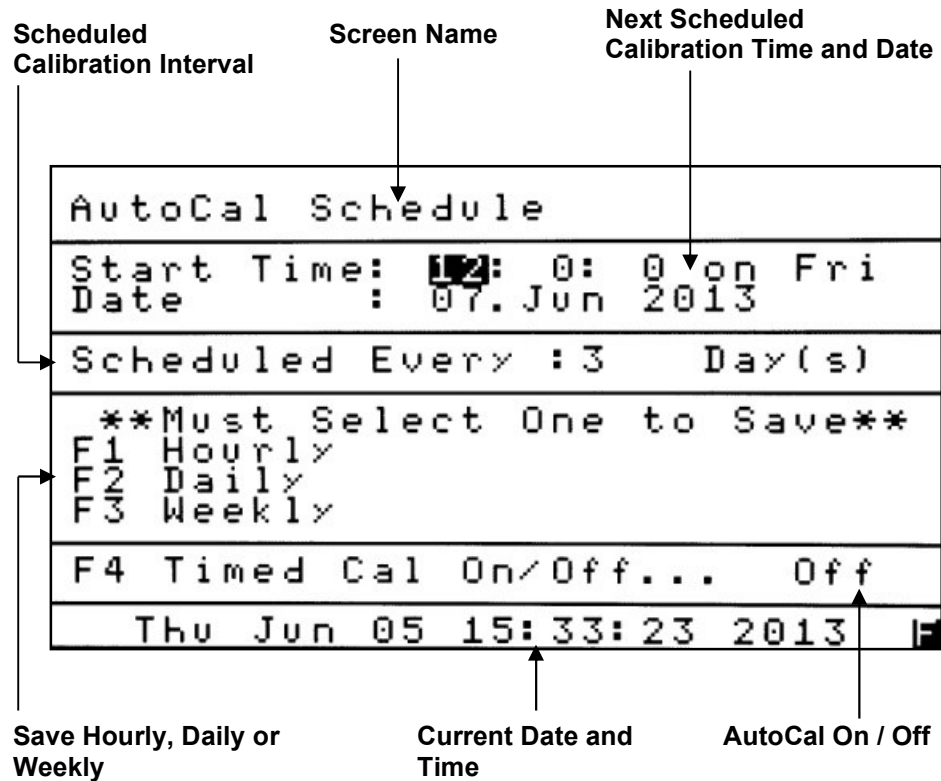 Scheduled
Calibration Interval
Screen Name
Next Scheduled
Calibration Time and Date
AutoCal Schedule
Start Time: 12: 0: 0 on Fri
Date : 07.Jun 2013
Scheduled Every :3 Day(s)
**Must Select One to Save**
F1 Hourly
F2 Daily
F3 Weekly
F4 Timed Cal On/Off... Off
Thu Jun 05 15:33:23 2013 F
Save Hourly, Daily or
Weekly
Current Date and
Time
AutoCal On / Off